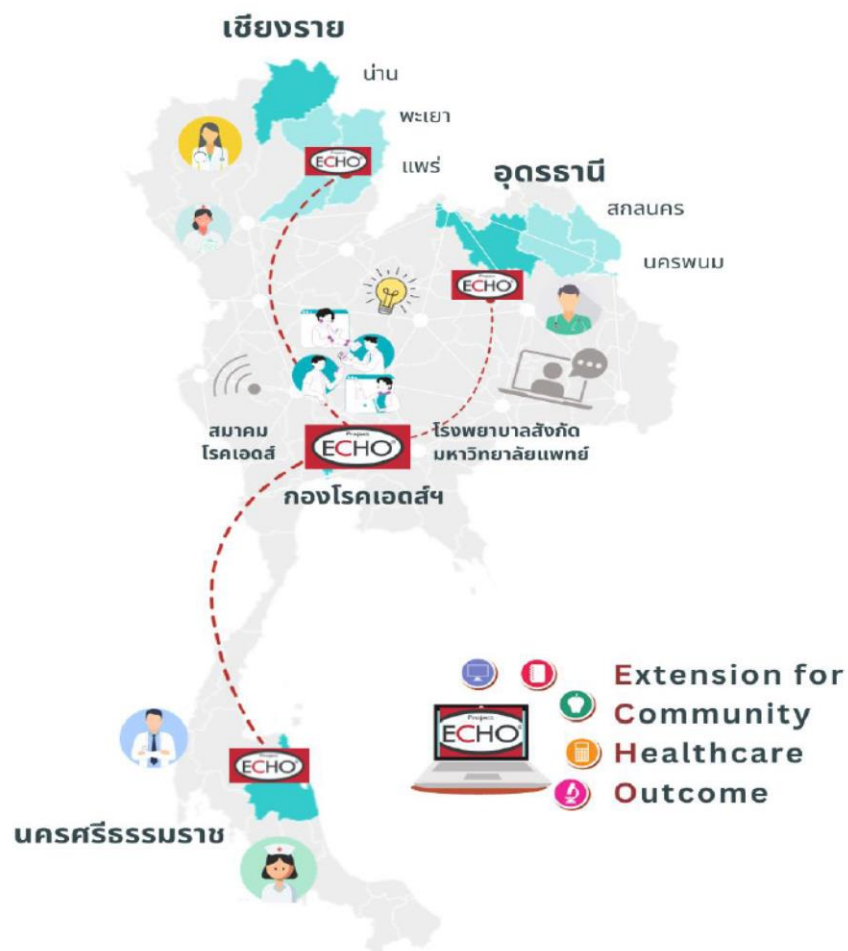 เชียงราย
น่าน
พะเยา
Project
ECHO®
แพร่
อุดรธานี
สกลนคร
นครพนม
Project
ECHO®
สมาคม
โรคเอดส์
Project
ECHO®
โรงพยาบาลสังกัด
มหาวิทยาลัยแพทย์
กองโรคเอดส์ฯ
Project
ECHO®
นครศรีธรรมราช
Project
ECHO®
Extension for
Community
Healthcare
Outcome